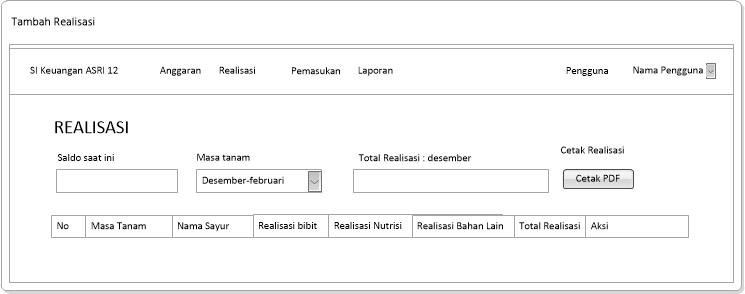 Tambah Realisasi
SI Keuangan ASRI 12 Anggaran Realisasi Pemasukan Laporan Pengguna Nama Pengguna
REALISASI
Saldo saat ini Masa tanam Total Realisasi : desember Cetak Realisasi
Desember-februari Cetak PDF
No Masa Tanam Nama Sayur Realisasi bibit Realisasi Nutrisi Realisasi Bahan Lain Total Realisasi Aksi